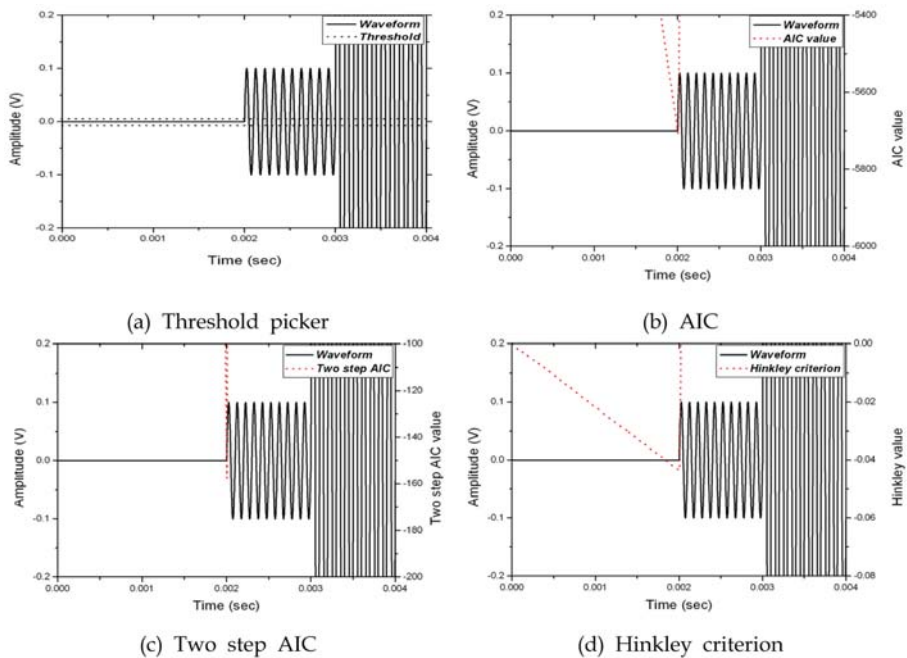 Waveform
Threshold
0.2
0.1
0.0
-0.1
-0.2
Amplitude (V)
0.000
0.001
0.002
0.003
0.004
Time (sec)
(a) Threshold picker
Waveform
AIC value
0.2
0.1
0.0
-0.1
-0.2
Amplitude (V)
-5400
-5600
-5800
-6000
AIC value
0.000
0.001
0.002
0.003
0.004
Time (sec)
(b) AIC
Waveform
Two step AIC
0.2
0.1
0.0
-0.1
-0.2
Amplitude (V)
-100
-120
-140
-160
-180
-200
Two step AIC value
0.000
0.001
0.002
0.003
0.004
Time (sec)
(c) Two step AIC
Waveform
Hinkley criterion
0.2
0.1
0.0
-0.1
-0.2
Amplitude (V)
0.00
-0.02
-0.04
-0.06
-0.08
Hinkley value
0.000
0.001
0.002
0.003
0.004
Time (sec)
(d) Hinkley criterion